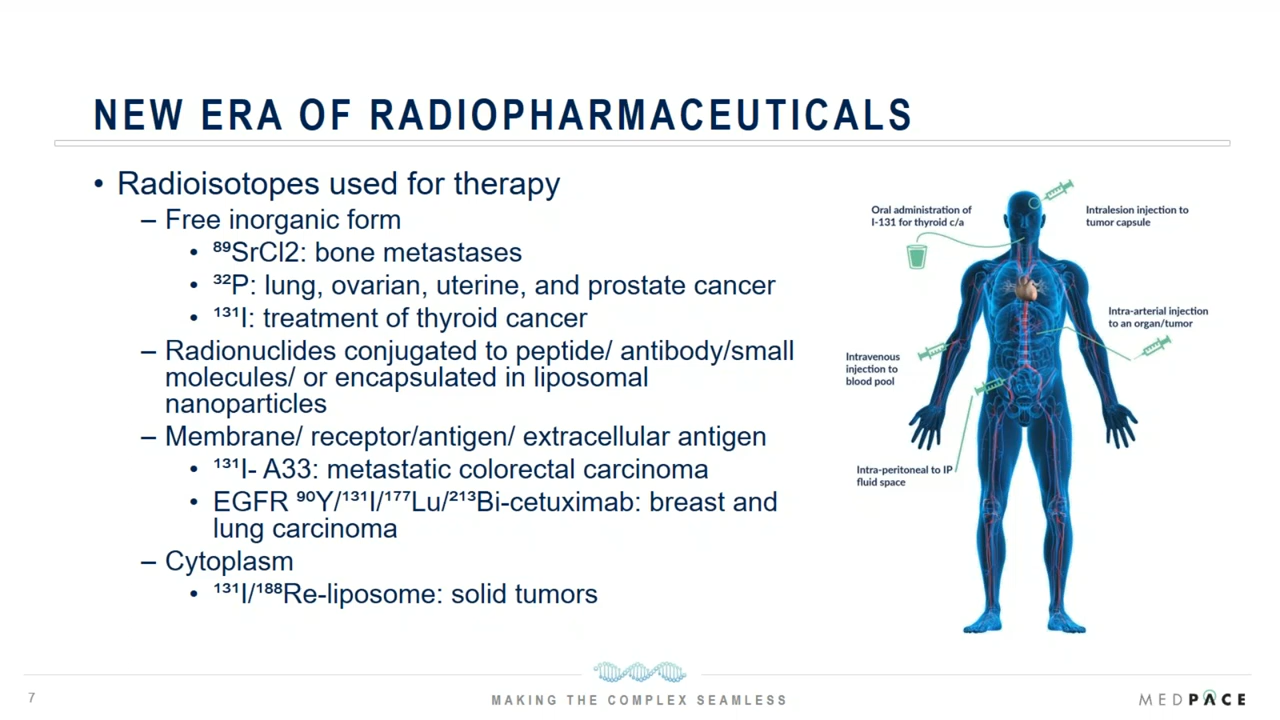 NEW ERA OF RADIOPHARMACEUTICALS
• Radioisotopes used for therapy
– Free inorganic form
• ⁸⁹SrCl2: bone metastases
• ³²P: lung, ovarian, uterine, and prostate cancer
• ¹³¹I: treatment of thyroid cancer
– Radionuclides conjugated to peptide/ antibody/small
molecules/ or encapsulated in liposomal
nanoparticles
– Membrane/ receptor/antigen/ extracellular antigen
• ¹³¹I- A33: metastatic colorectal carcinoma
• EGFR ⁹⁰Y/¹³¹I/¹⁷⁷Lu/²¹³Bi-cetuximab: breast and
lung carcinoma
– Cytoplasm
• ¹³¹I/¹⁸⁸Re-liposome: solid tumors
Oral administration of
I-131 for thyroid c/a
Intralesion injection to
tumor capsule
Intra-arterial injection
to an organ/tumor
Intravenous
injection to
blood pool
Intra-peritoneal to IP
fluid space
7
MAKING THE COMPLEX SEAMLESS
MEDPACE